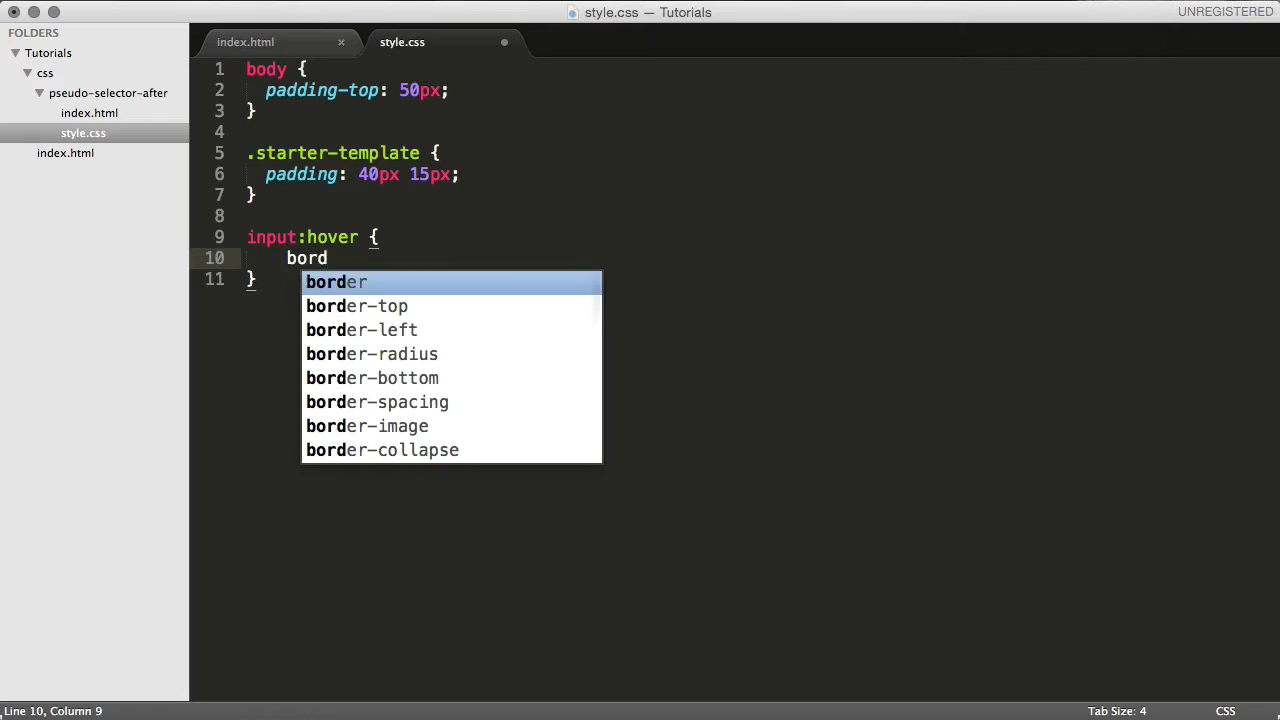 style.css — Tutorials
UNREGISTERED
FOLDERS
Tutorials
css
pseudo-selector-after
index.html
style.css
index.html
index.html ×
style.css
1 body {
2 padding-top: 50px;
3 }
4
5 .starter-template {
6 padding: 40px 15px;
7 }
8
9 input:hover {
10 bord
11 }
border
border-top
border-left
border-radius
border-bottom
border-spacing
border-image
border-collapse
Line 10, Column 9
Tab Size: 4
CSS